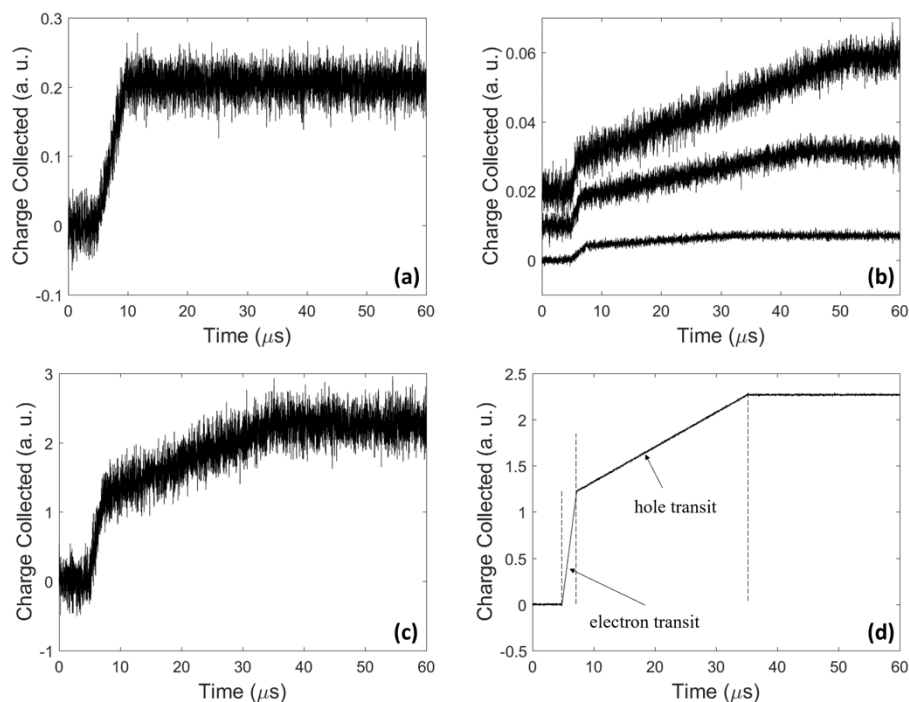 0.3
0.2
0.1
0
-0.1
Charge Collected (a. u.)
0 10 20 30 40 50 60
Time (μs)
(a)
0.06
0.04
0.02
0
Charge Collected (a. u.)
0 10 20 30 40 50 60
Time (μs)
(b)
3
2
1
0
-1
Charge Collected (a. u.)
0 10 20 30 40 50 60
Time (μs)
(c)
2.5
2
1.5
1
0.5
0
-0.5
Charge Collected (a. u.)
hole transit
electron transit
0 10 20 30 40 50 60
Time (μs)
(d)